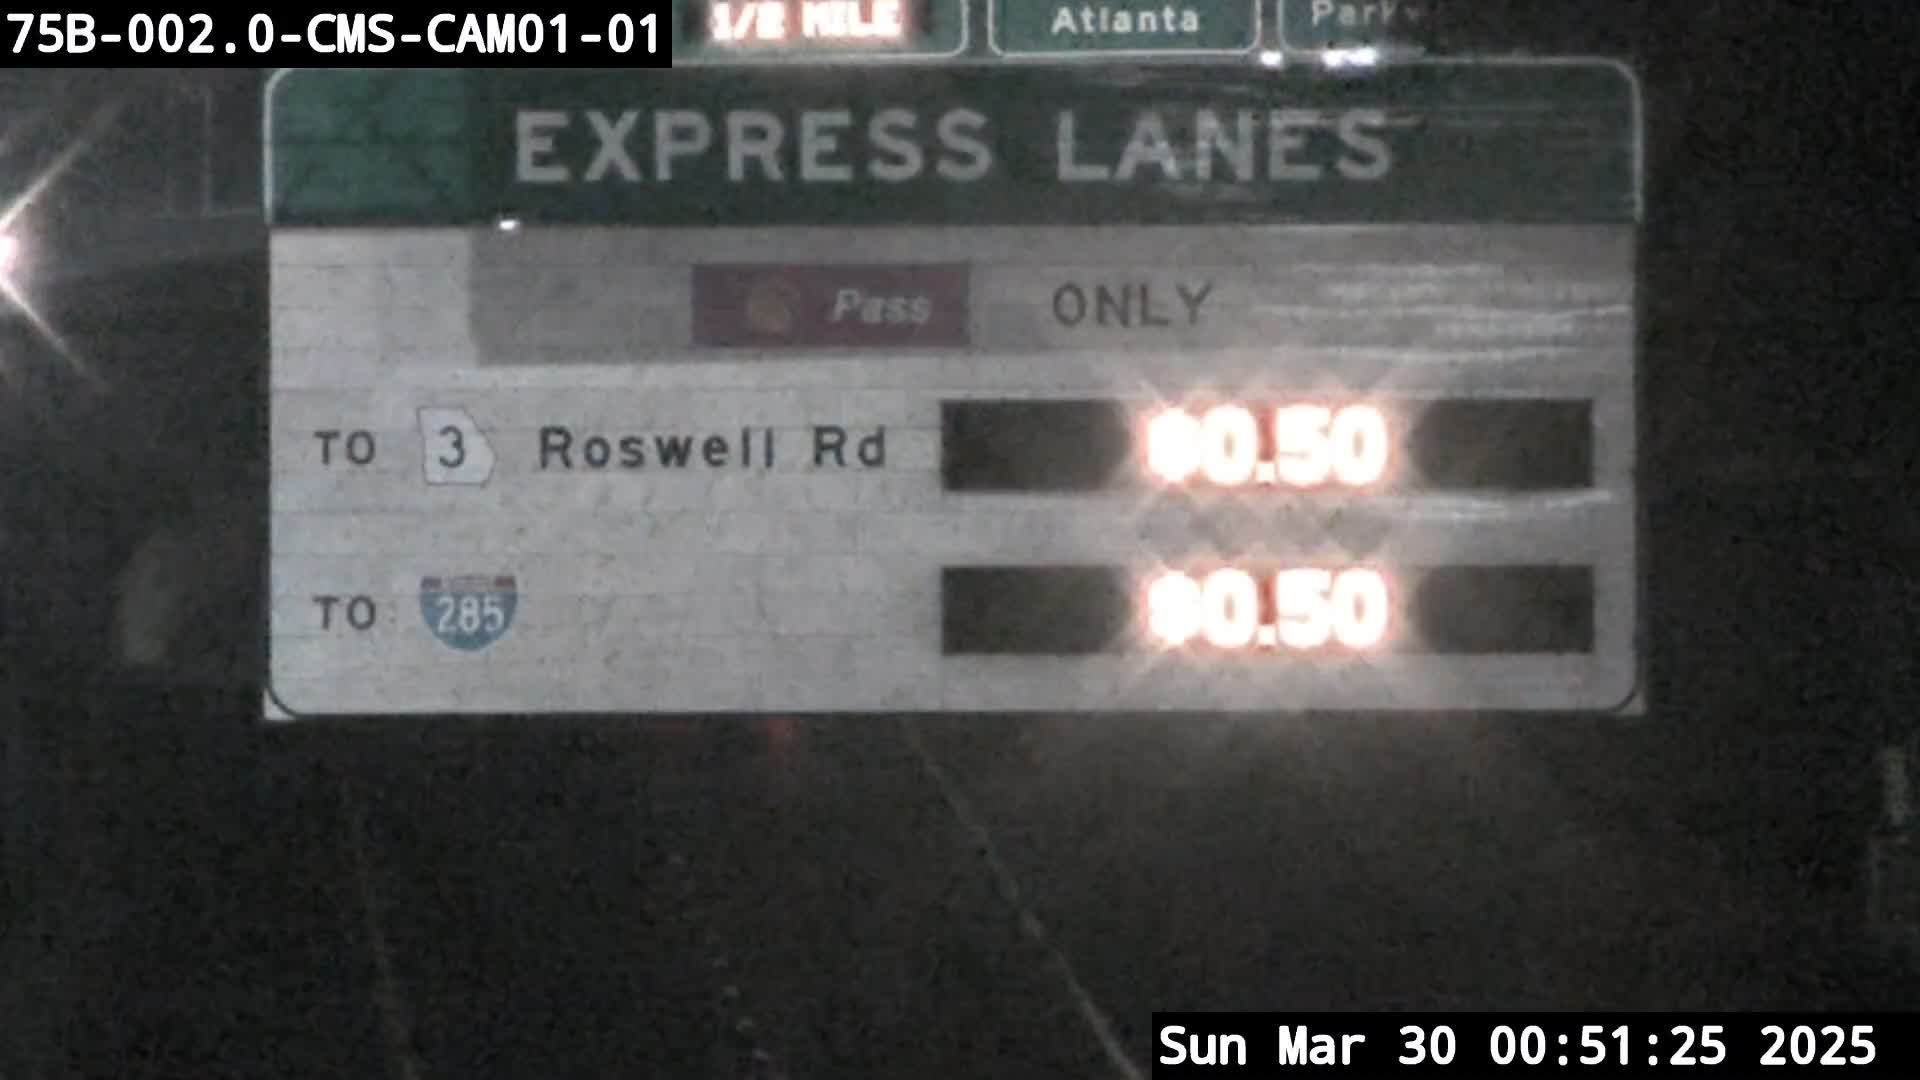 75B-002.0-CMS-CAM01-01
1/2 MILE
Atlanta
EXPRESS LANES
Pass ONLY
TO 3 Roswell Rd $0.50
TO 285 $0.50
Sun Mar 30 00:51:25 2025